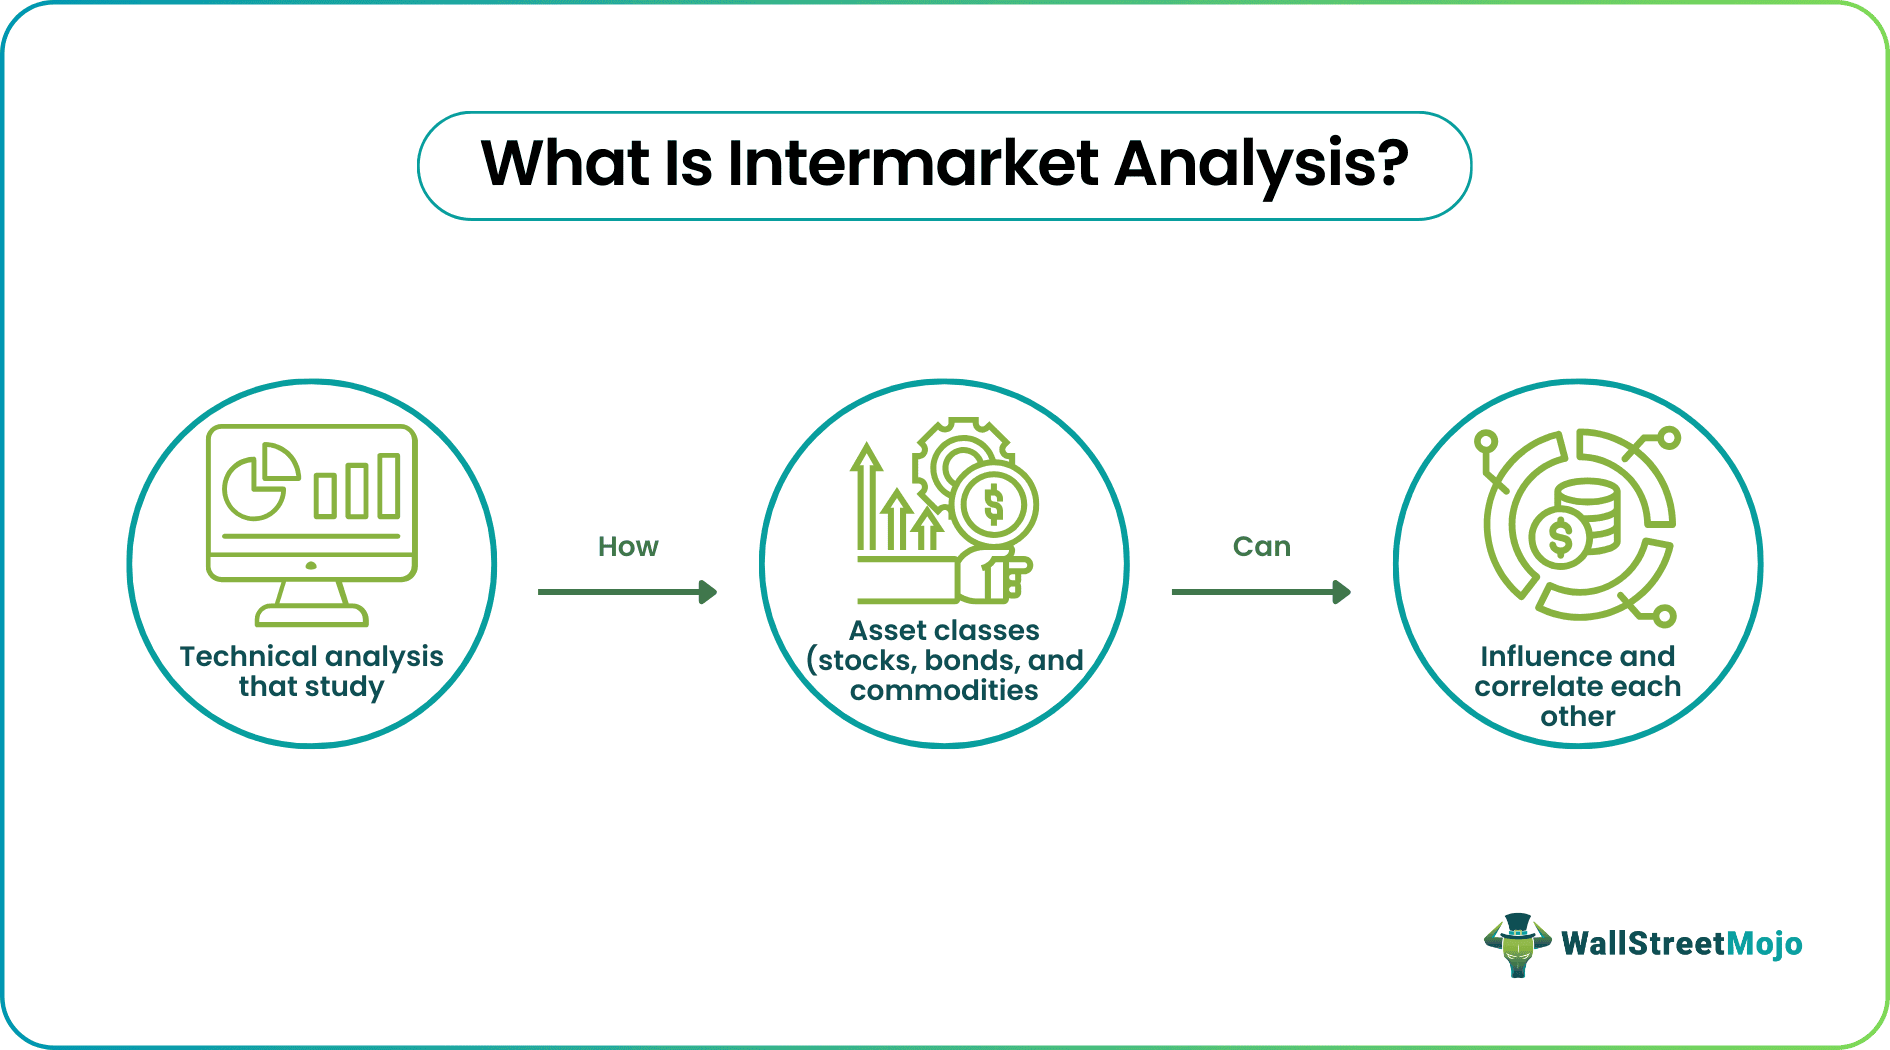 What Is Intermarket Analysis?
How
Can
Technical analysis
that study
Asset classes
(stocks, bonds, and
commodities
Influence and
correlate each
other
WallStreetMojo